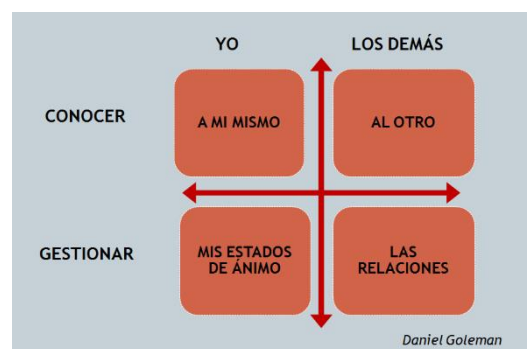 YO LOS DEMÁS
CONOCER A MI MISMO AL OTRO
GESTIONAR
MIS ESTADOS
DE ÁNIMO
LAS
RELACIONES
Daniel Goleman